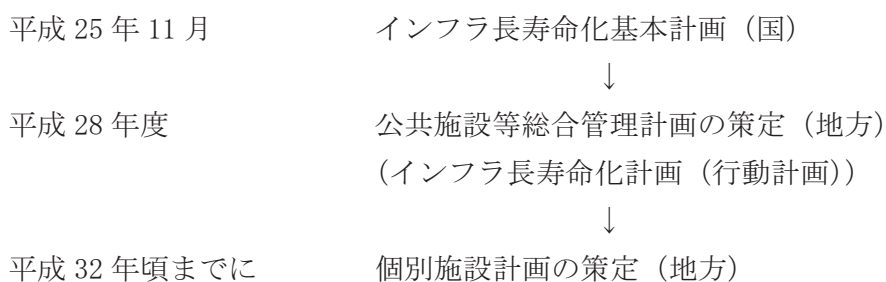 平成 25 年 11 月 インフラ長寿命化基本計画（国）
↓
平成 28 年度 公共施設等総合管理計画の策定（地方）
（インフラ長寿命化計画（行動計画））
↓
平成 32 年頃までに 個別施設計画の策定（地方）